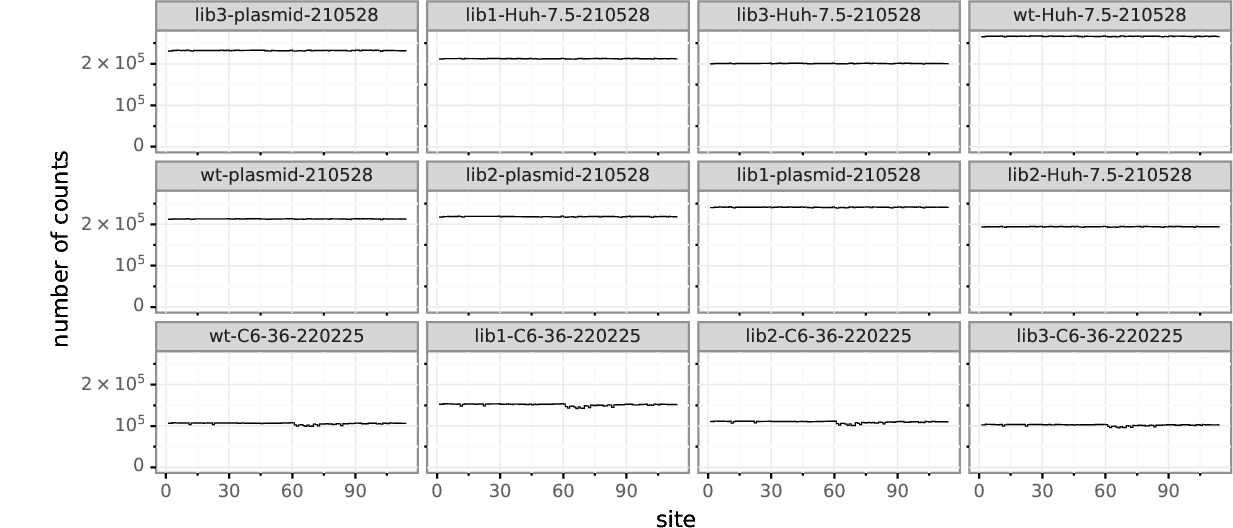 lib3-plasmid-210528 lib1-Huh-7.5-210528 lib3-Huh-7.5-210528 wt-Huh-7.5-210528
2 × 10⁵
10⁵
0
wt-plasmid-210528 lib2-plasmid-210528 lib1-plasmid-210528 lib2-Huh-7.5-210528
2 × 10⁵
10⁵
0
number of counts
wt-C6-36-220225 lib1-C6-36-220225 lib2-C6-36-220225 lib3-C6-36-220225
2 × 10⁵
10⁵
0
0 30 60 90 0 30 60 90 0 30 60 90 0 30 60 90
site